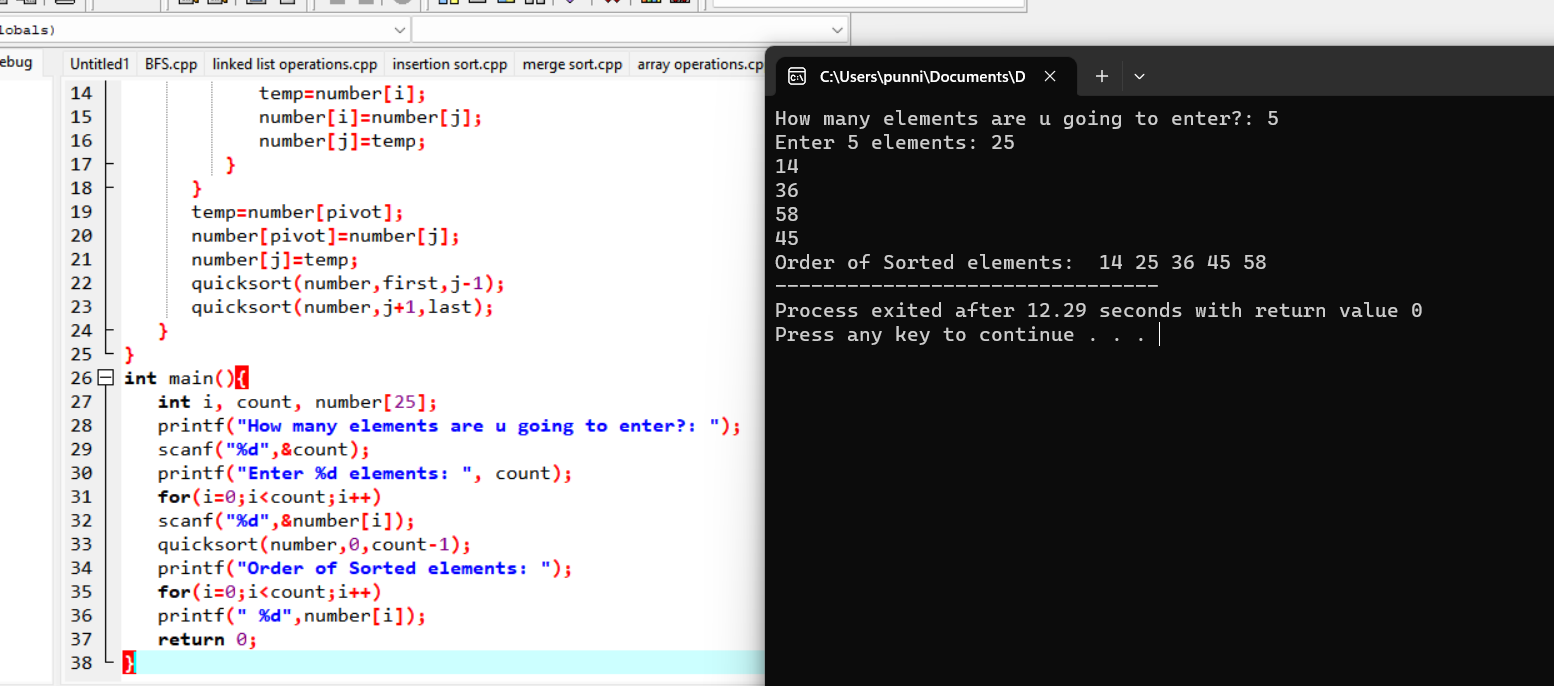 lobals)
ebug
Untitled1 BFS.cpp linked list operations.cpp insertion sort.cpp merge sort.cpp array operations.cp
14 temp=number[i];
15 number[i]=number[j];
16 number[j]=temp;
17 }
18 }
19 temp=number[pivot];
20 number[pivot]=number[j];
21 number[j]=temp;
22 quicksort(number,first,j-1);
23 quicksort(number,j+1,last);
24 }
25 }
26 int main(){
27 int i, count, number[25];
28 printf("How many elements are u going to enter?: ");
29 scanf("%d",&count);
30 printf("Enter %d elements: ", count);
31 for(i=0;i<count;i++)
32 scanf("%d",&number[i]);
33 quicksort(number,0,count-1);
34 printf("Order of Sorted elements: ");
35 for(i=0;i<count;i++)
36 printf(" %d",number[i]);
37 return 0;
38 }
C:\Users\punni\Documents\D
How many elements are u going to enter?: 5
Enter 5 elements: 25
14
36
58
45
Order of Sorted elements:  14 25 36 45 58
--------------------------------
Process exited after 12.29 seconds with return value 0
Press any key to continue . . .